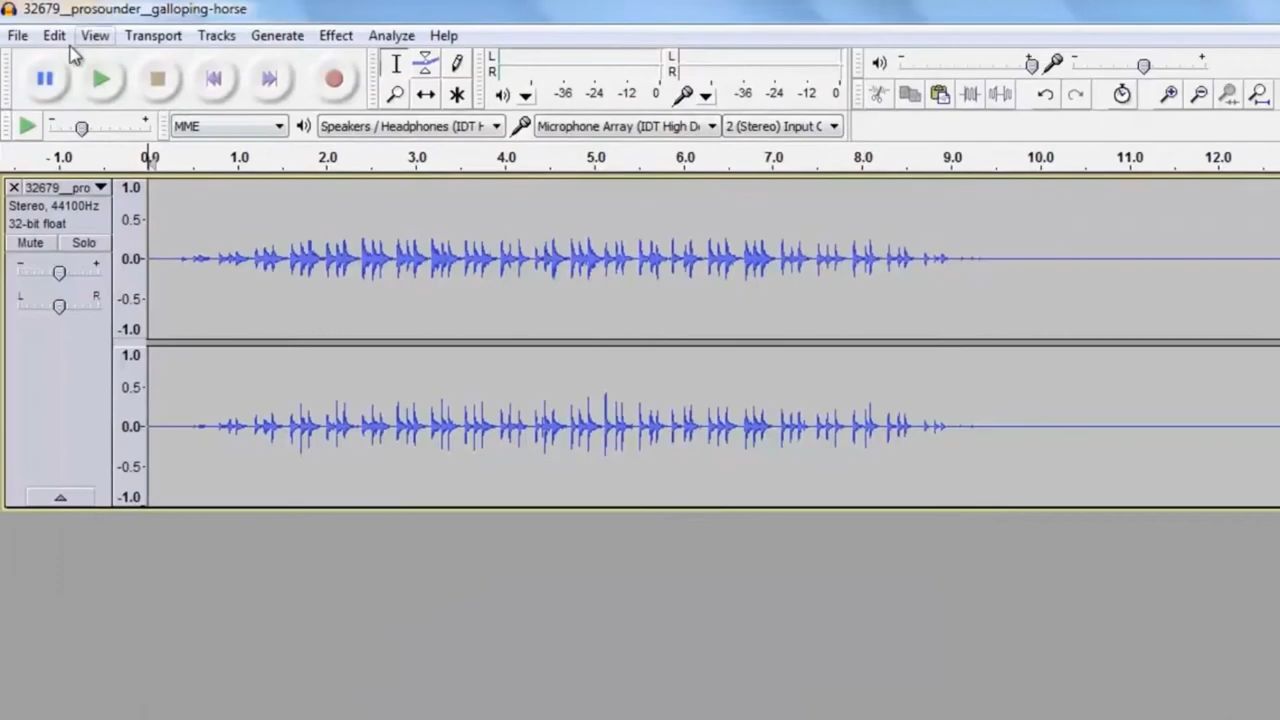 32679__prosounder__galloping-horse
File Edit View Transport Tracks Generate Effect Analyze Help
L L
R R
-36 -24 -12 0 -36 -24 -12 0
MME Speakers / Headphones (IDT H Microphone Array (IDT High De 2 (Stereo) Input C
- 1.0 0.0 1.0 2.0 3.0 4.0 5.0 6.0 7.0 8.0 9.0 10.0 11.0 12.0
32679__pro 1.0
Stereo, 44100Hz 0.5
32-bit float
Mute Solo
- + 0.0
L R -0.5
-1.0
1.0
0.5
0.0
-0.5
-1.0